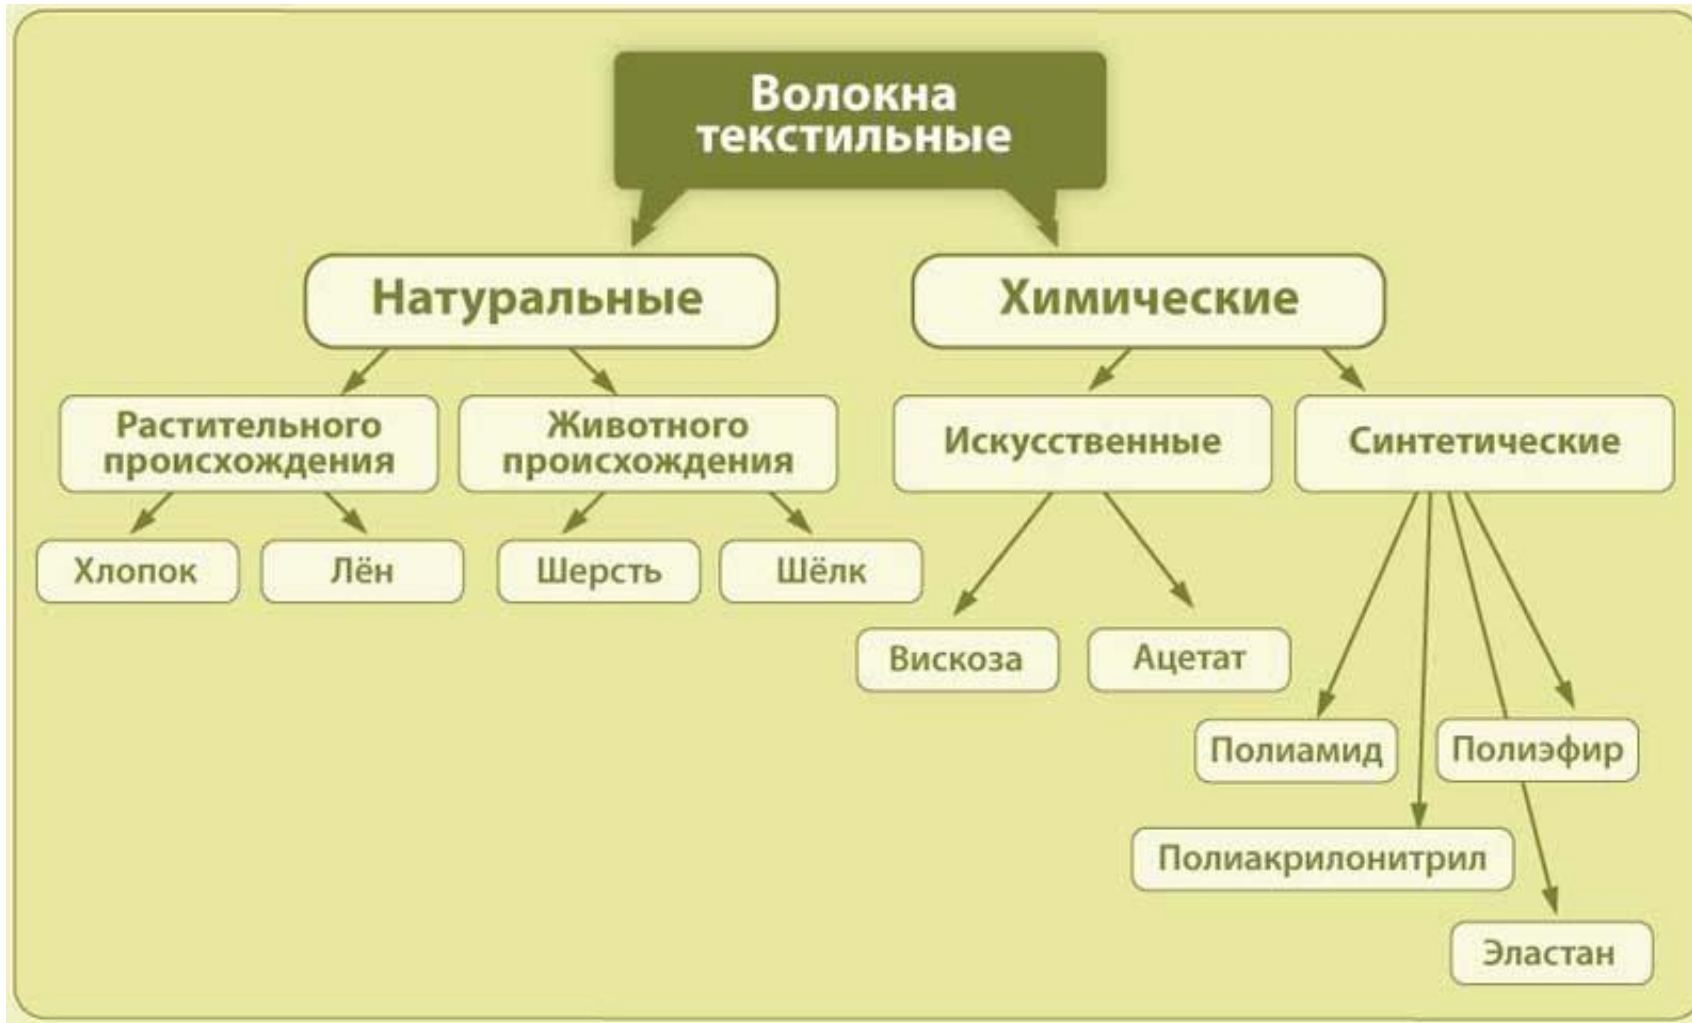 Волокна
текстильные
Натуральные
Химические
Растительного
происхождения
Животного
происхождения
Искусственные
Синтетические
Хлопок
Лён
Шерсть
Шёлк
Вискоза
Ацетат
Полиамид
Полиэфир
Полиакрилонитрил
Эластан